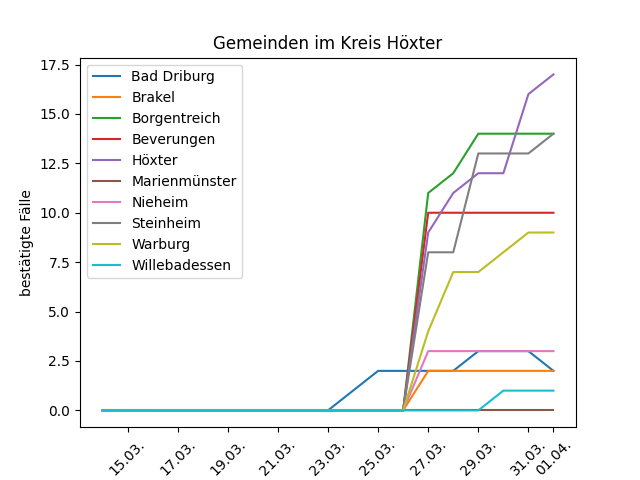 Gemeinden im Kreis Höxter
bestätigte Fälle
17.5
15.0
12.5
10.0
7.5
5.0
2.5
0.0
Bad Driburg
Brakel
Borgentreich
Beverungen
Höxter
Marienmünster
Nieheim
Steinheim
Warburg
Willebadessen
15.03.
17.03.
19.03.
21.03.
23.03.
25.03.
27.03.
29.03.
31.03.
01.04.